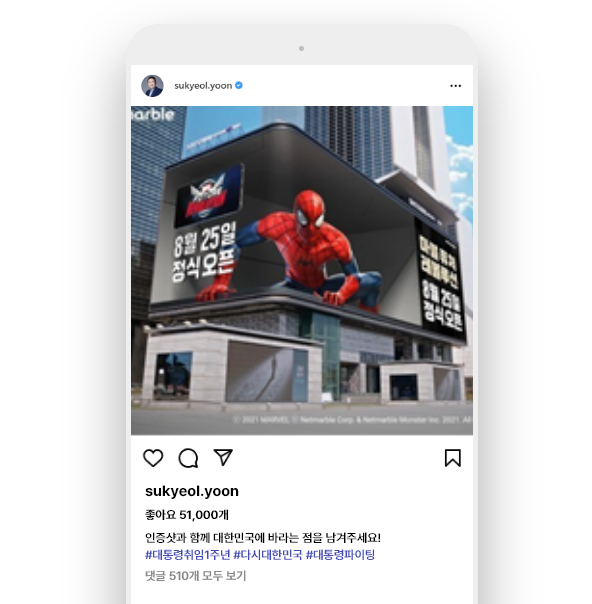 sukyeol.yoon
marble
8월 25일
정식오픈
8월 25일
정식오픈
ⓒ 2021 MARVEL ⓒ Netmarble Corp. & Netmarble Monster Inc. 2021. All
sukyeol.yoon
좋아요 51,000개
인증샷과 함께 대한민국에 바라는 점을 남겨주세요!
#대통령취임1주년 #다시대한민국 #대통령파이팅
댓글 510개 모두 보기